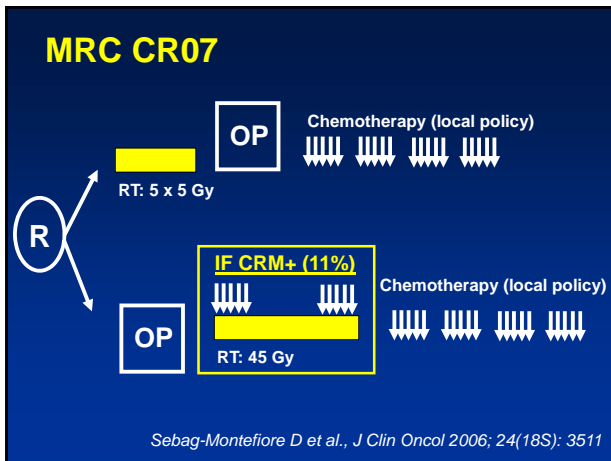 MRC CR07
OP
Chemotherapy (local policy)
RT: 5 x 5 Gy
R
IF CRM+ (11%)
Chemotherapy (local policy)
OP
RT: 45 Gy
Sebag-Montefiore D et al., J Clin Oncol 2006; 24(18S): 3511